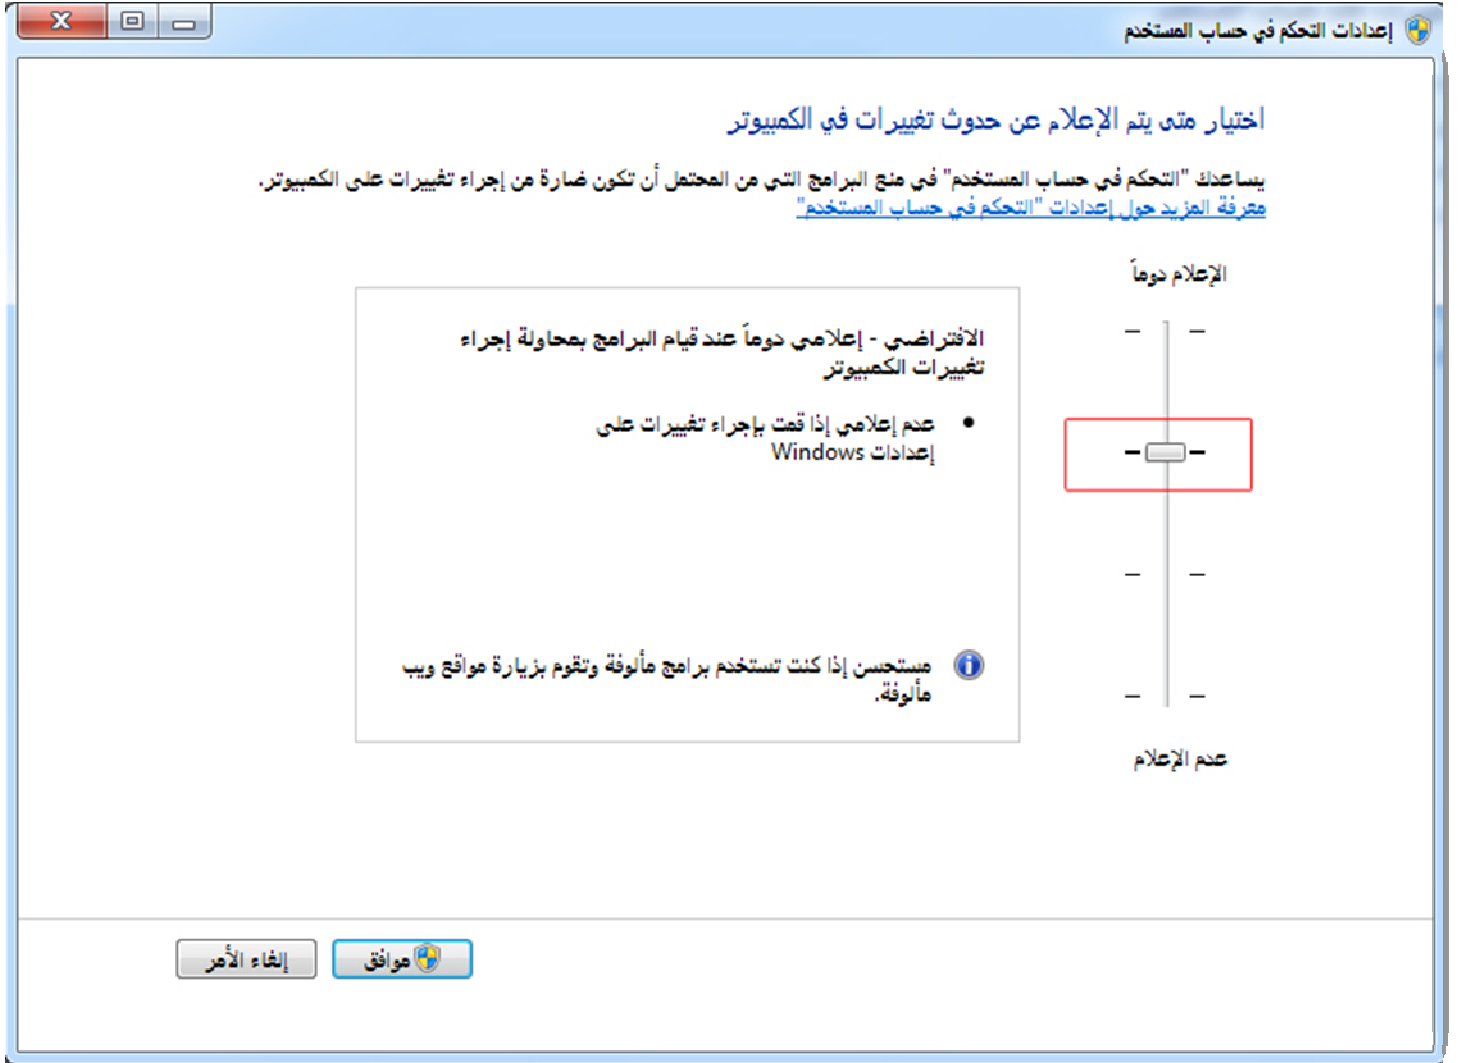 إعدادات التحكم في حساب المستخدم
اختيار متى يتم الإعلام عن حدوث تغييرات في الكمبيوتر
يساعدك "التحكم في حساب المستخدم" في منع البرامج التي من المحتمل أن تكون ضارة من إجراء تغييرات على الكمبيوتر.
معرفة المزيد حول إعدادات "التحكم في حساب المستخدم"
الإعلام دوماً
الافتراضي - إعلامي دوماً عند قيام البرامج بمحاولة إجراء
تغييرات الكمبيوتر
• عدم إعلامي إذا قمت بإجراء تغييرات على
إعدادات Windows
مستحسن إذا كنت تستخدم برامج مألوفة وتقوم بزيارة مواقع ويب
مألوفة.
عدم الإعلام
موافق
إلغاء الأمر